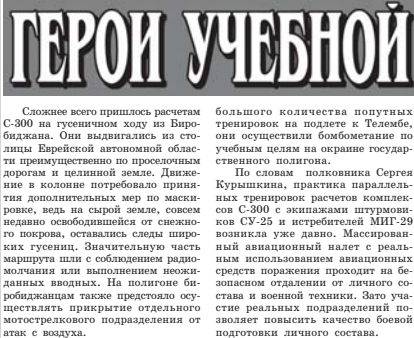 ГЕРОИ УЧЕБНОЙ
Сложнее всего пришлось расчетам
С-300 на гусеничном ходу из Биро-
биджана. Они выдвигались из сто-
лицы Еврейской автономной облас-
ти преимущественно по проселочным
дорогам и целинной земле. Движе-
ние в колонне потребовало приня-
тия дополнительных мер по маски-
ровке, ведь на сырой земле, совсем
недавно освободившейся от снежно-
го покрова, оставались следы широ-
ких гусениц. Значительную часть
маршрута шли с соблюдением радио-
молчания или выполнением неожи-
данных вводных. На полигоне би-
робиджанцам также предстояло осу-
ществлять прикрытие отдельного
мотострелкового подразделения от
атак с воздуха.
большого количества попутных
тренировок на подлете к Телембе,
они осуществили бомбометание по
учебным целям на окраине государ-
ственного полигона.
По словам полковника Сергея
Курышкина, практика параллель-
ных тренировок расчетов комплек-
сов С-300 с экипажами штурмови-
ков СУ-25 и истребителей МИГ-29
возникла уже давно. Массирован-
ный авиационный налет с реаль-
ным использованием авиационных
средств поражения проходит на бе-
зопасном отдалении от личного со-
става и военной техники. Зато уча-
стие реальных подразделений по-
зволяет повысить качество боевой
подготовки личного состава.